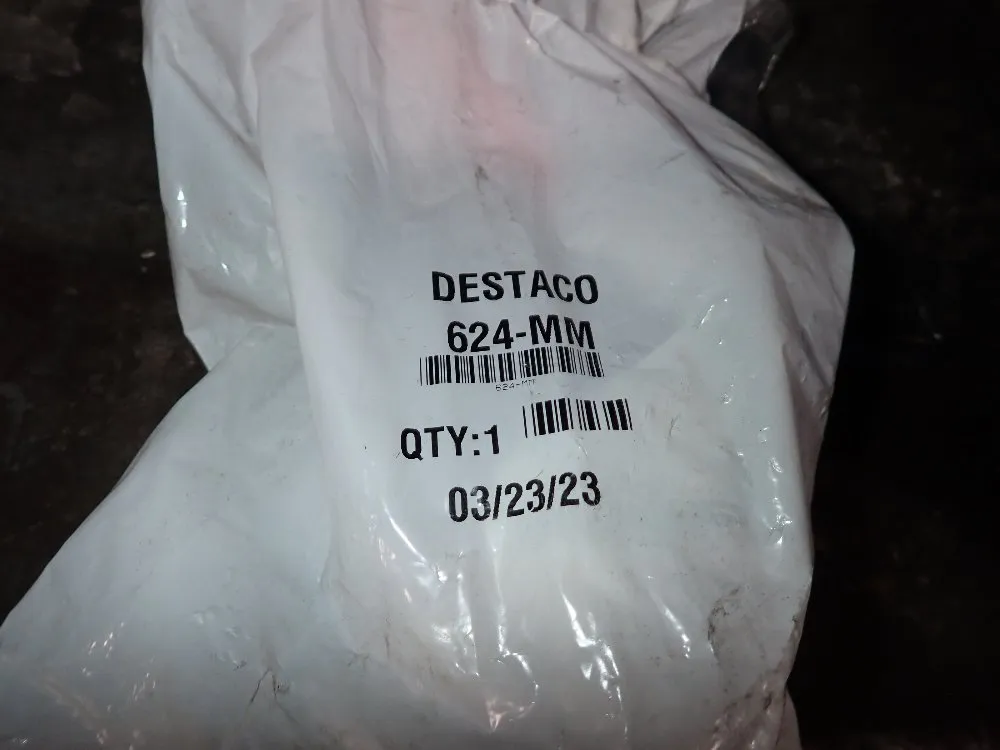 DESTACO
624-MM
624-MM
QTY:1
03/23/23